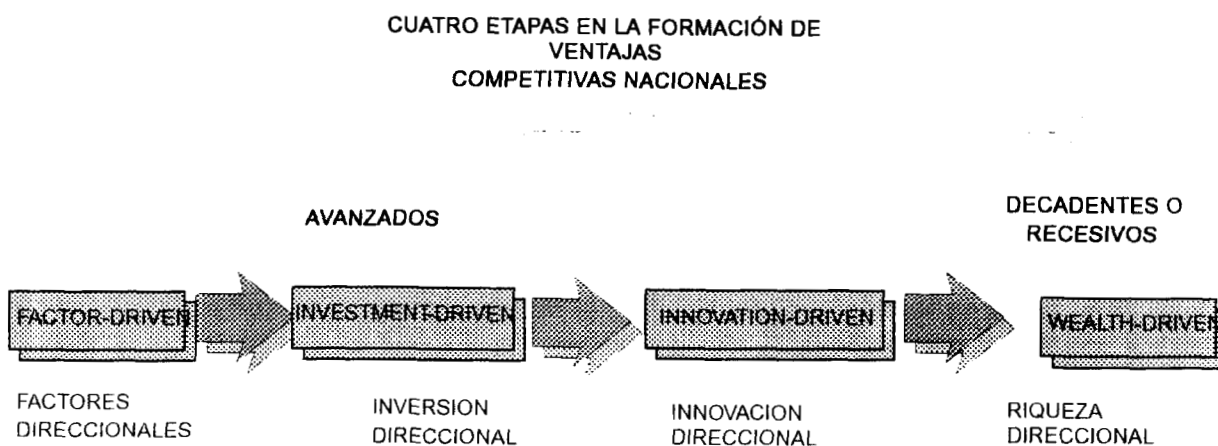 CUATRO ETAPAS EN LA FORMACIÓN DE
VENTAJAS
COMPETITIVAS NACIONALES
AVANZADOS
DECADENTES O
RECESIVOS
FACTOR-DRIVEN
INVESTMENT-DRIVEN
INNOVATION-DRIVEN
WEALTH-DRIVEN
FACTORES
DIRECCIONALES
INVERSION
DIRECCIONAL
INNOVACION
DIRECCIONAL
RIQUEZA
DIRECCIONAL